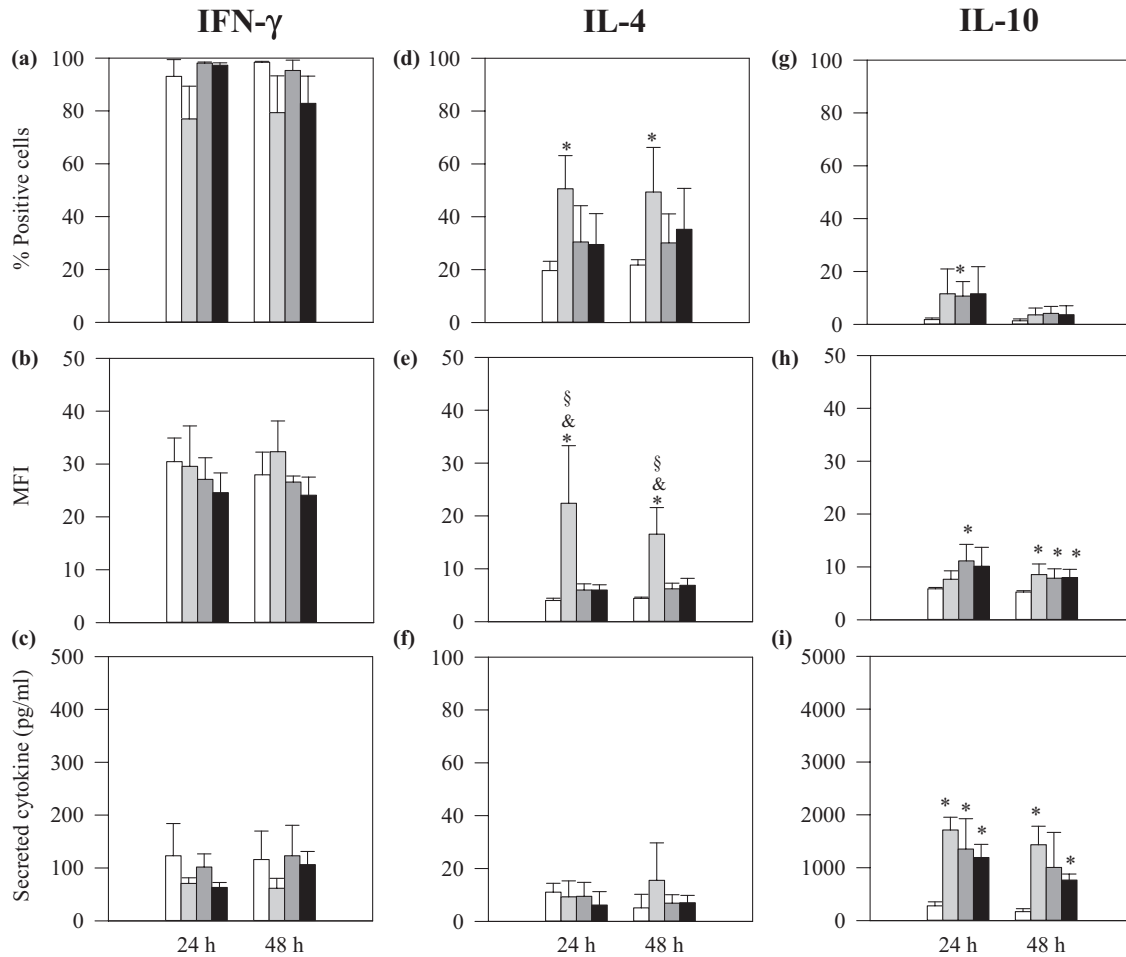 IFN-γ IL-4 IL-10
(a) (d) (g)
% Positive cells
100 100 100
80 80 80
60 60 60
* *
40 40 40
20 20 20
*
0 0 0
(b) (e) (h)
MFI
50 50 50
40 40 40
§ §
& &
* *
30 30 30
20 20 20
10 10 10
* * * *
0 0 0
(c) (f) (i)
Secreted cytokine (pg/ml)
500 100 5000
400 80 4000
300 60 3000
200 40 2000
* * * * *
100 20 1000
0 0 0
24 h 48 h 24 h 48 h 24 h 48 h